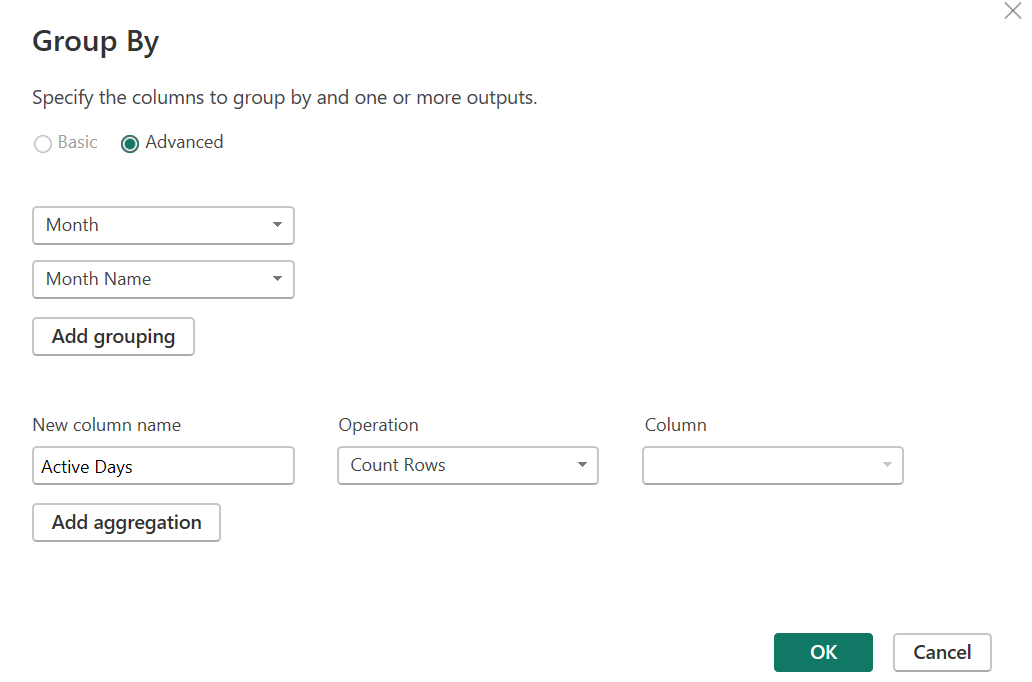 Group By
Specify the columns to group by and one or more outputs.
Basic Advanced
Month
Month Name
Add grouping
New column name Operation Column
Active Days Count Rows
Add aggregation
OK Cancel